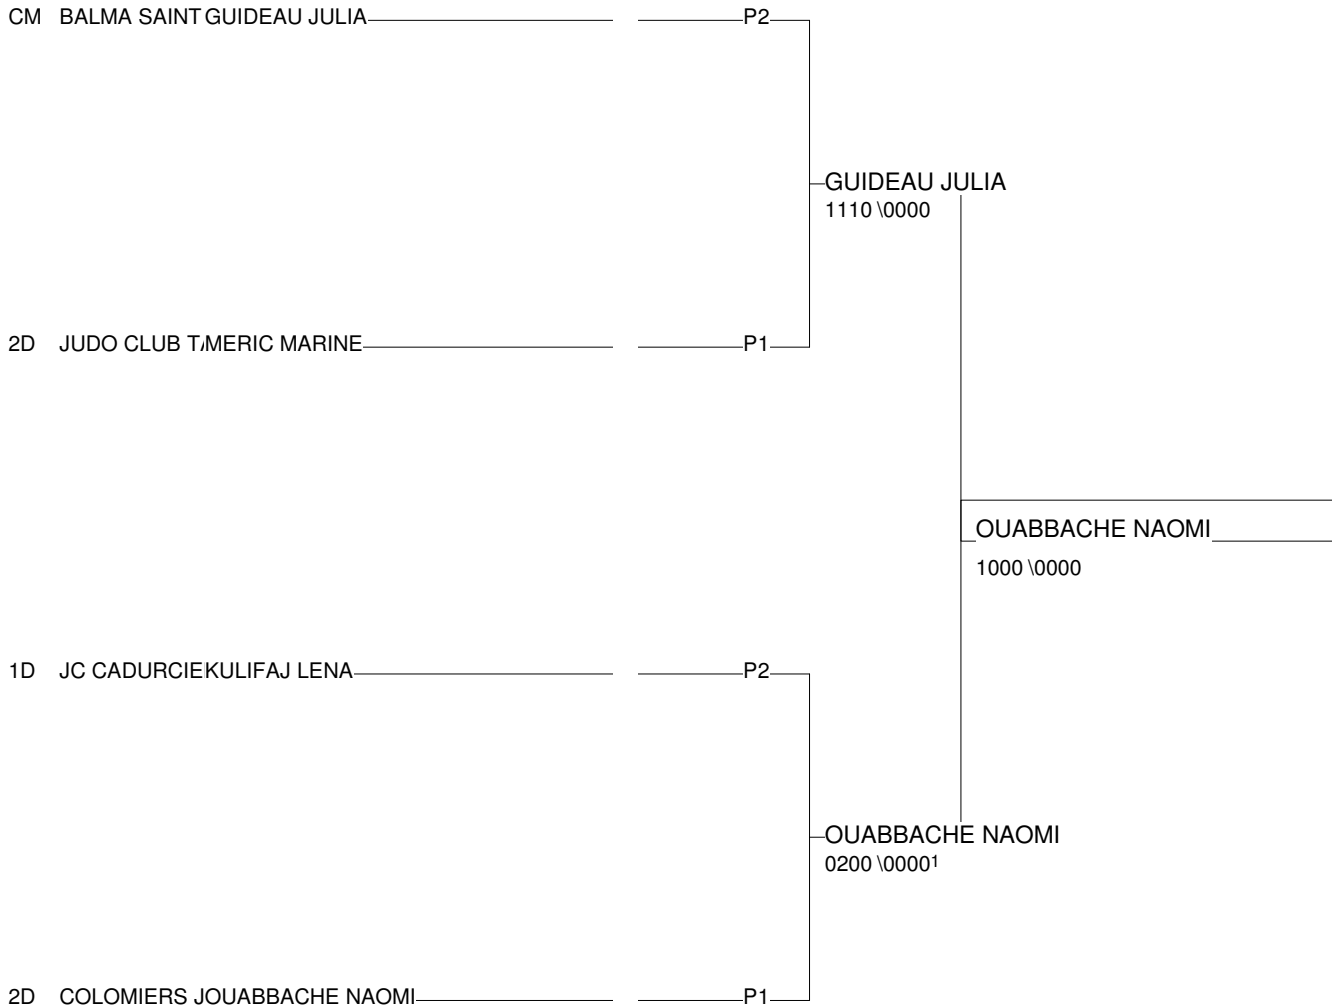 CM BALMA SAINT GUIDEAU JULIA P2
GUIDEAU JULIA
1110 \0000
2D JUDO CLUB TA MERIC MARINE P1
OUABBACHE NAOMI
1000 \0000
1D JC CADURCIE KULIFAJ LENA P2
OUABBACHE NAOMI
0200 \0000 1
2D COLOMIERS J OUABBACHE NAOMI P1